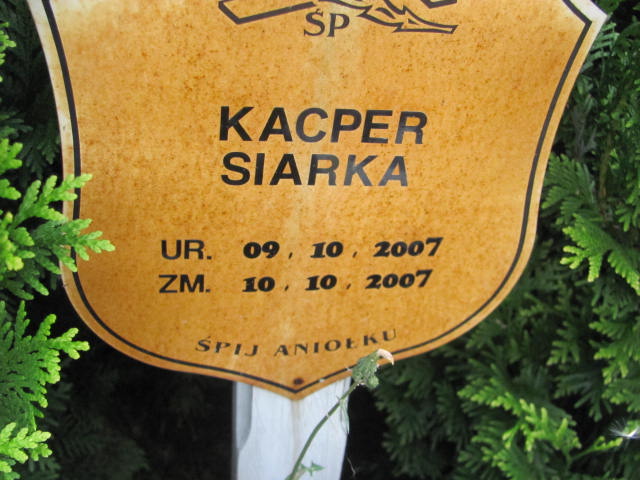 ŚP
KACPER
SIARKA
UR. 09 . 10 . 2007
ZM. 10 . 10 . 2007
ŚPIJ ANIOŁKU